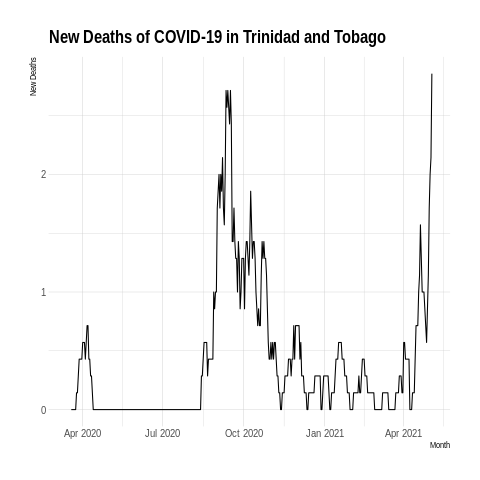 New Deaths of COVID-19 in Trinidad and Tobago
New Deaths
2
1
0
Apr 2020 Jul 2020 Oct 2020 Jan 2021 Apr 2021
Month